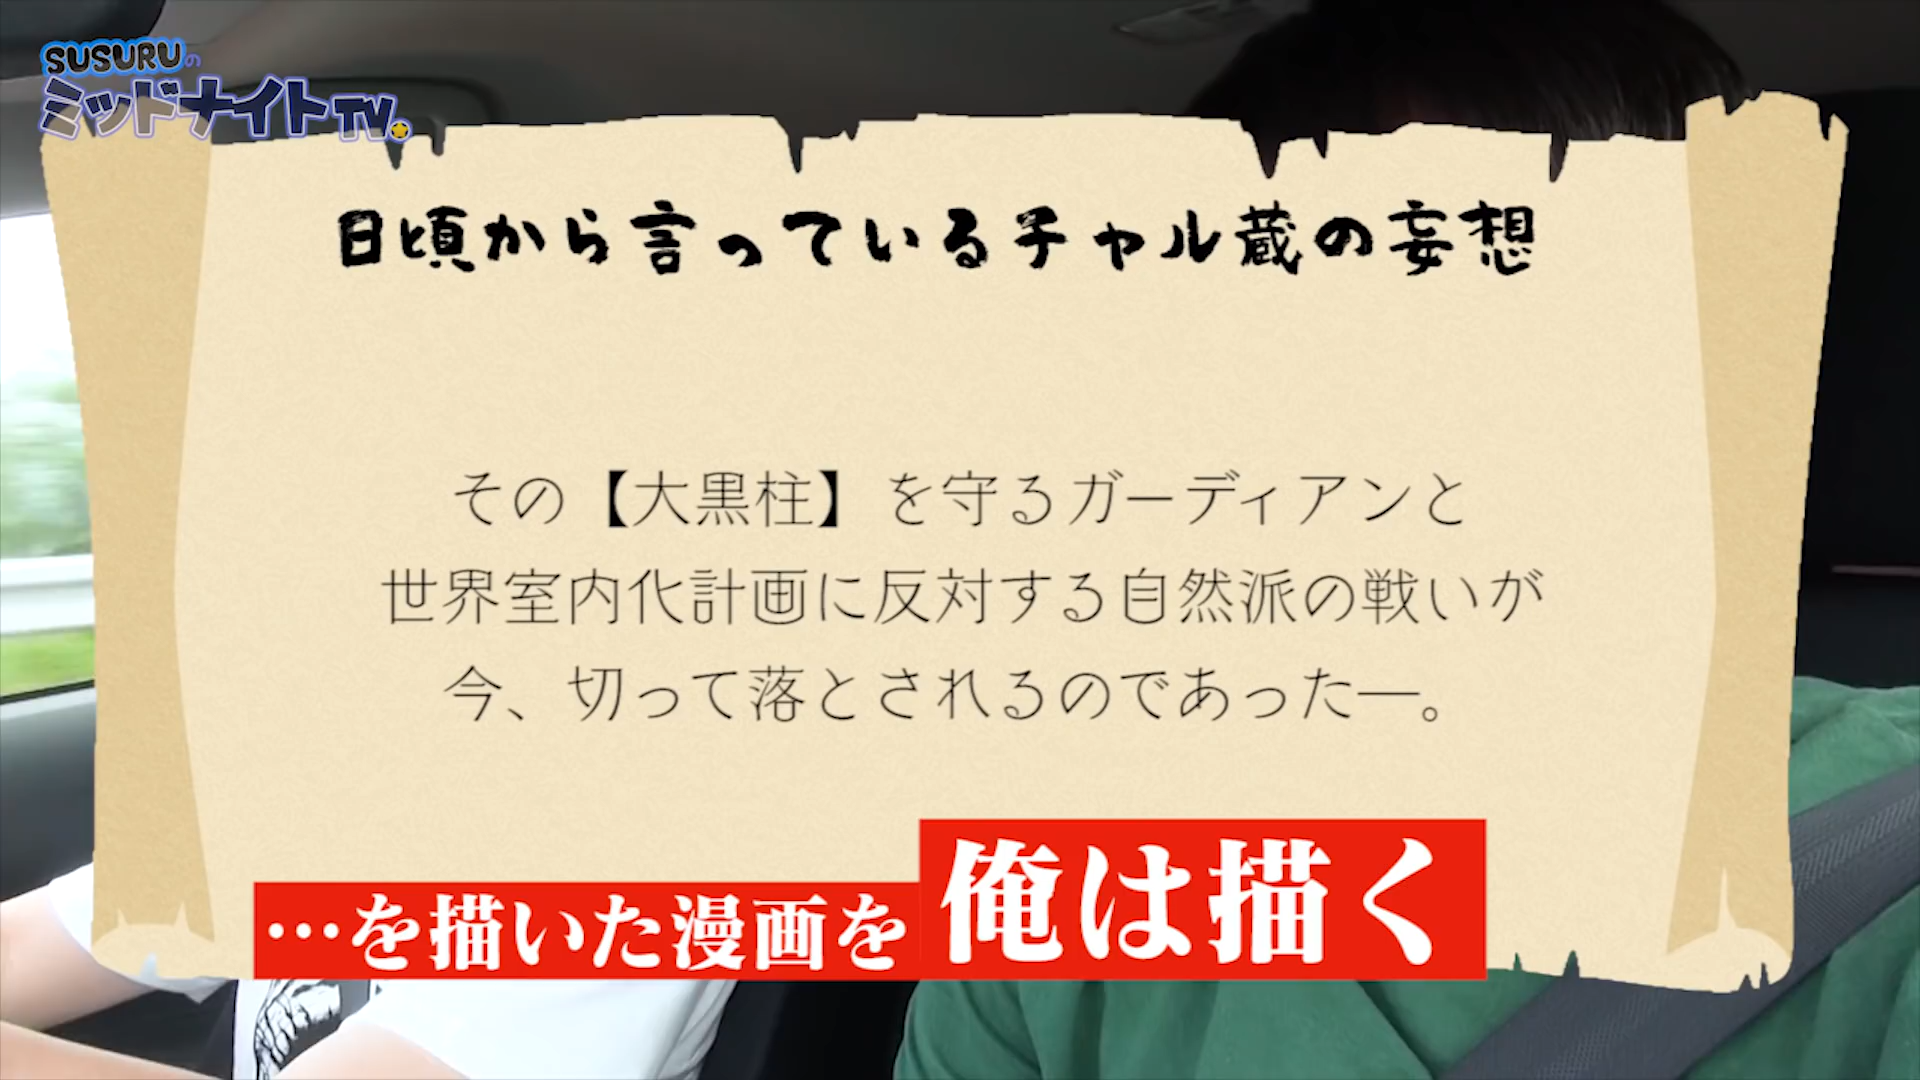 SUSURUの
ミッドナイトTV。
日頃から言っているチャル蔵の妄想
その【大黒柱】を守るガーディアンと
世界室内化計画に反対する自然派の戦いが
今、切って落とされるのであった―。
…を描いた漫画を俺は描く